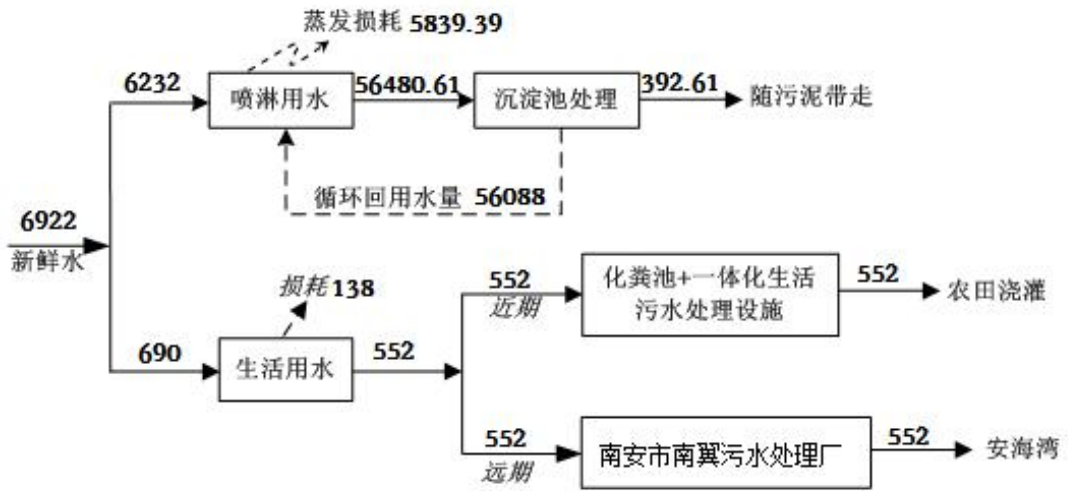 蒸发损耗 5839.39
6232
喷淋用水
56480.61
沉淀池处理
392.61
随污泥带走
循环回用水量 56088
6922
新鲜水
损耗 138
690
生活用水
552
552
近期
化粪池+一体化生活
污水处理设施
552
农田浇灌
552
远期
南安市南翼污水处理厂
552
安海湾